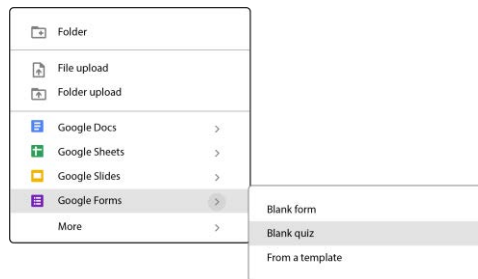 Folder
File upload
Folder upload
Google Docs
Google Sheets
Google Slides
Google Forms
More
Blank form
Blank quiz
From a template